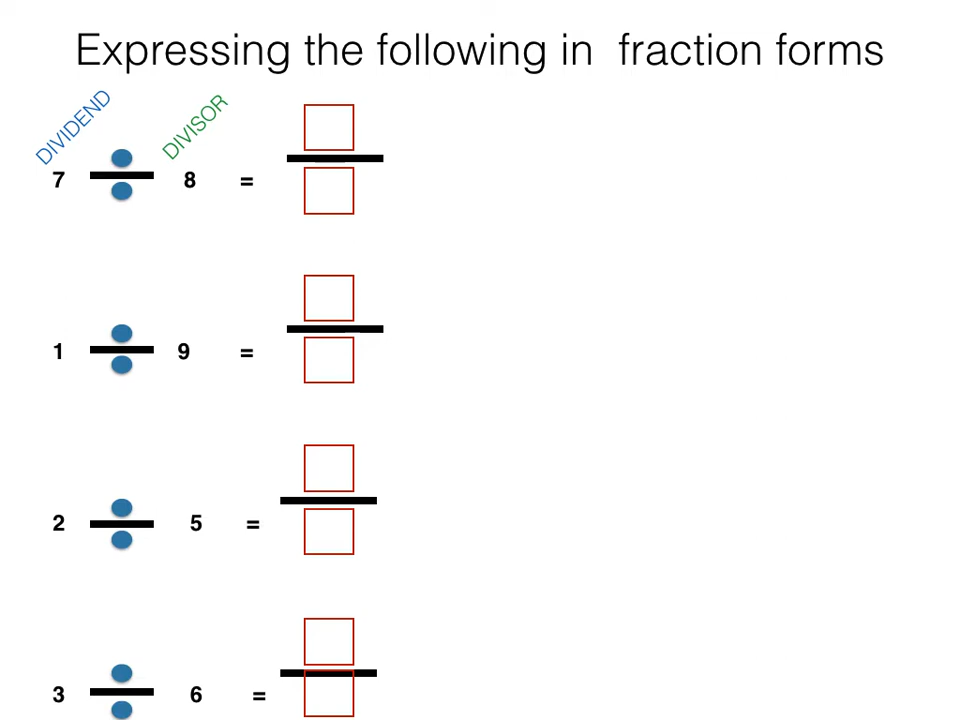 Expressing the following in fraction forms
DIVIDEND DIVISOR
7 ÷ 8 =
1 ÷ 9 =
2 ÷ 5 =
3 ÷ 6 =